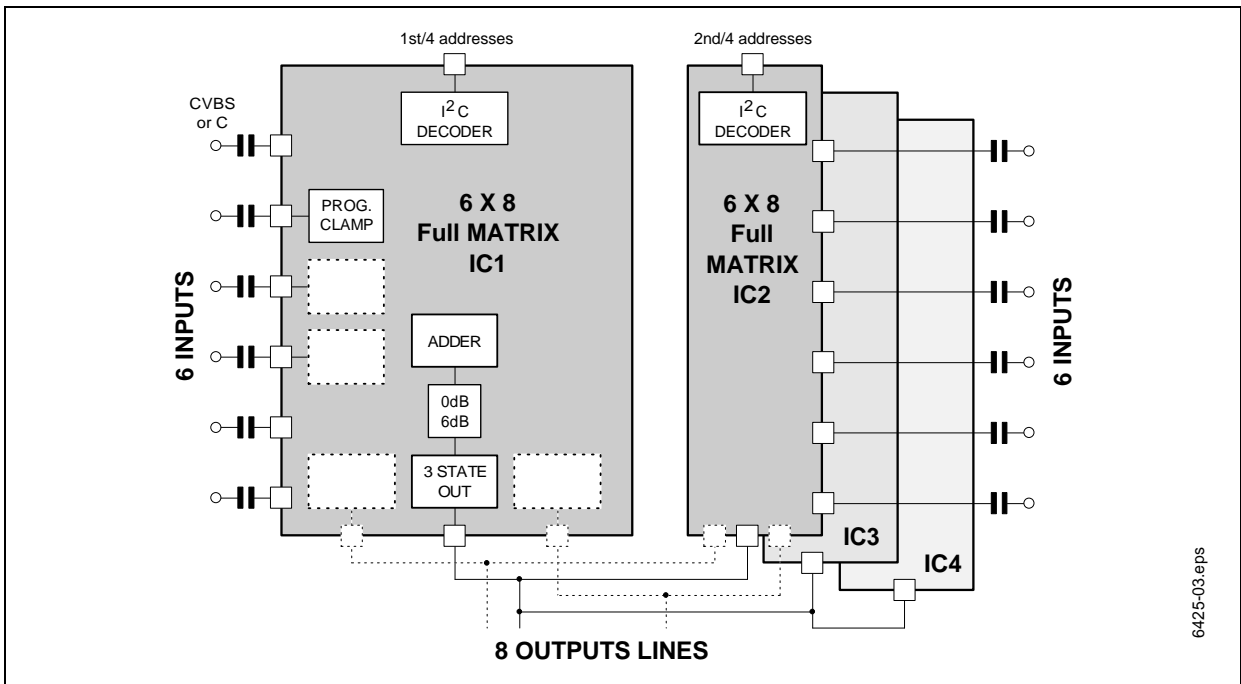 1st/4 addresses
2nd/4 addresses
CVBS
or C
I2 C
DECODER
I2 C
DECODER
PROG.
CLAMP
6 X 8
Full MATRIX
IC1
6 X 8
Full
MATRIX
IC2
6 INPUTS
6 INPUTS
ADDER
0dB
6dB
3 STATE
OUT
IC3
IC4
8 OUTPUTS LINES
6425-03.eps